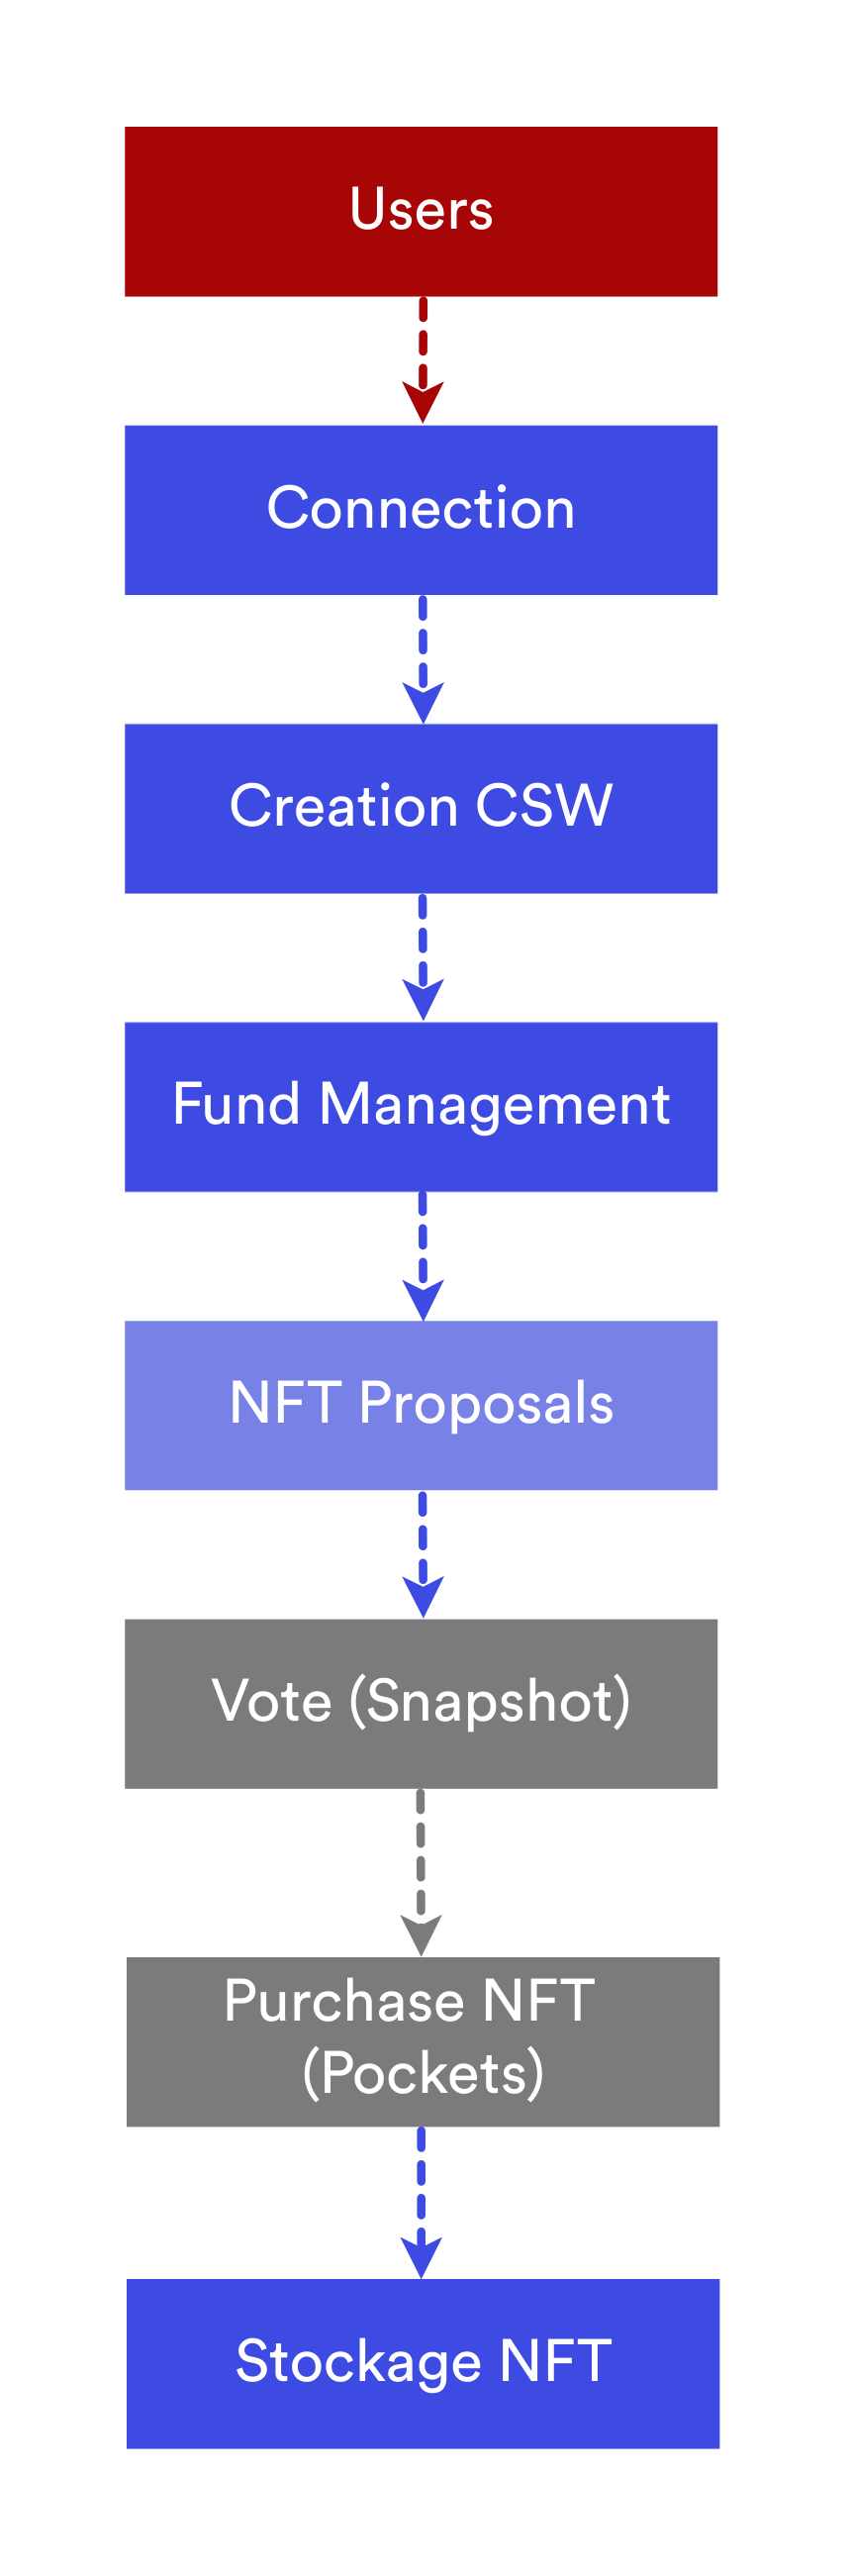 Users
Connection
Creation CSW
Fund Management
NFT Proposals
Vote (Snapshot)
Purchase NFT
(Pockets)
Stockage NFT